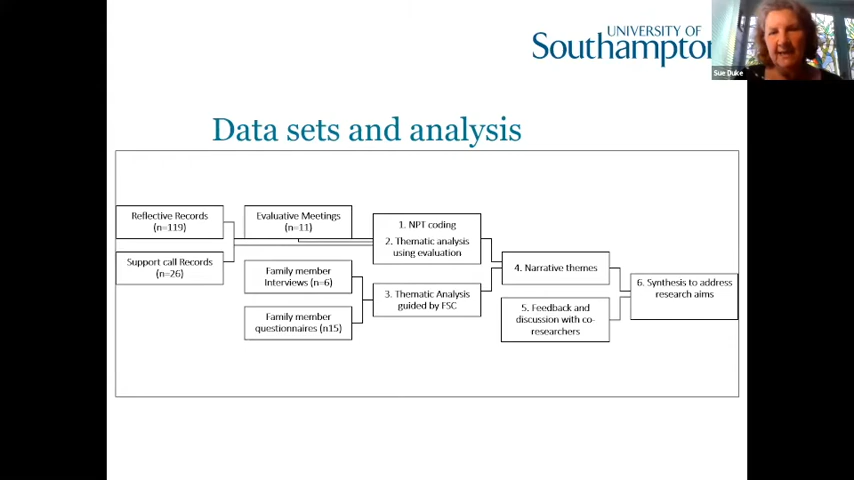 UNIVERSITY OF
Southampton
Sue Duke
Data sets and analysis
Reflective Records
(n=119)
Support call Records
(n=26)
Evaluative Meetings
(n=11)
Family member
Interviews (n=6)
Family member
questionnaires (n15)
1. NPT coding
2. Thematic analysis
using evaluation
3. Thematic Analysis
guided by FSC
4. Narrative themes
5. Feedback and
discussion with co-
researchers
6. Synthesis to address
research aims